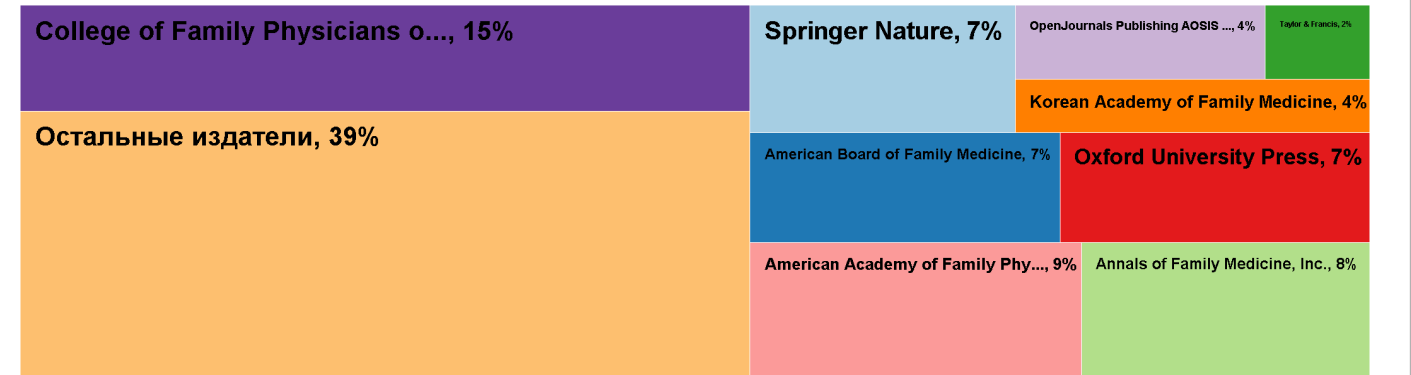 College of Family Physicians o..., 15%
Остальные издатели, 39%
Springer Nature, 7%
OpenJournals Publishing AOSIS ..., 4%
Taylor & Francis, 2%
Korean Academy of Family Medicine, 4%
American Board of Family Medicine, 7%
Oxford University Press, 7%
American Academy of Family Phy..., 9%
Annals of Family Medicine, Inc., 8%